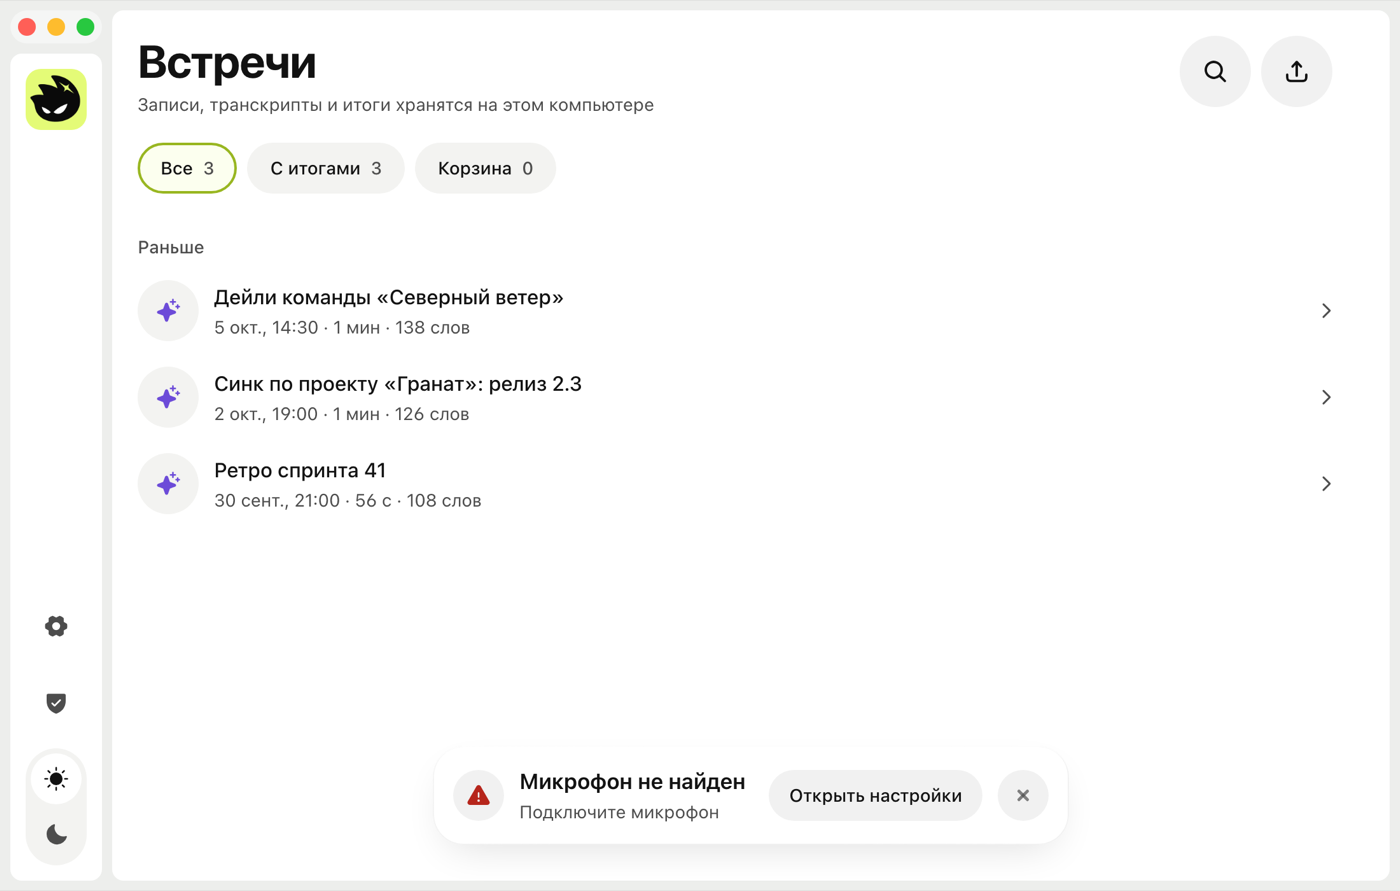 Встречи
Записи, транскрипты и итоги хранятся на этом компьютере
Все 3
С итогами 3
Корзина 0
Раньше
Дейли команды «Северный ветер»
5 окт., 14:30 · 1 мин · 138 слов
Синк по проекту «Гранат»: релиз 2.3
2 окт., 19:00 · 1 мин · 126 слов
Ретро спринта 41
30 сент., 21:00 · 56 с · 108 слов
Микрофон не найден
Подключите микрофон
Открыть настройки